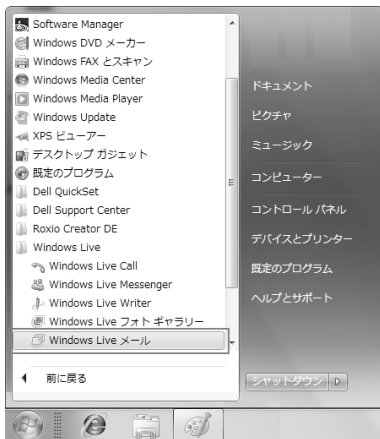 Software Manager
Windows DVD メーカー
Windows FAX とスキャン
Windows Media Center
Windows Media Player
Windows Update
XPS ビューアー
デスクトップ ガジェット
既定のプログラム
Dell QuickSet
Dell Support Center
Roxio Creator DE
Windows Live
Windows Live Call
Windows Live Messenger
Windows Live Writer
Windows Live フォト ギャラリー
Windows Live メール
前に戻る
ドキュメント
ピクチャ
ミュージック
コンピューター
コントロール パネル
デバイスとプリンター
既定のプログラム
ヘルプとサポート
シャットダウン